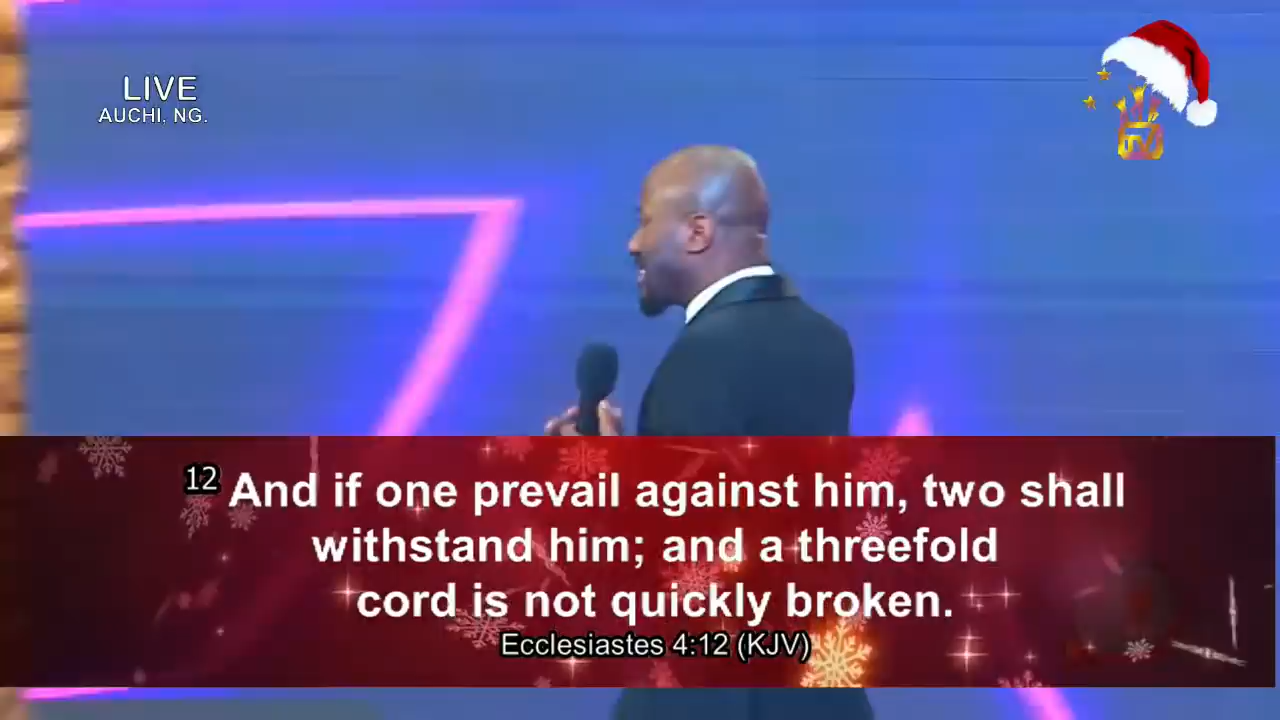 LIVE
AUCHI, NG.
12 And if one prevail against him, two shall
withstand him; and a threefold
cord is not quickly broken.
Ecclesiastes 4:12 (KJV)